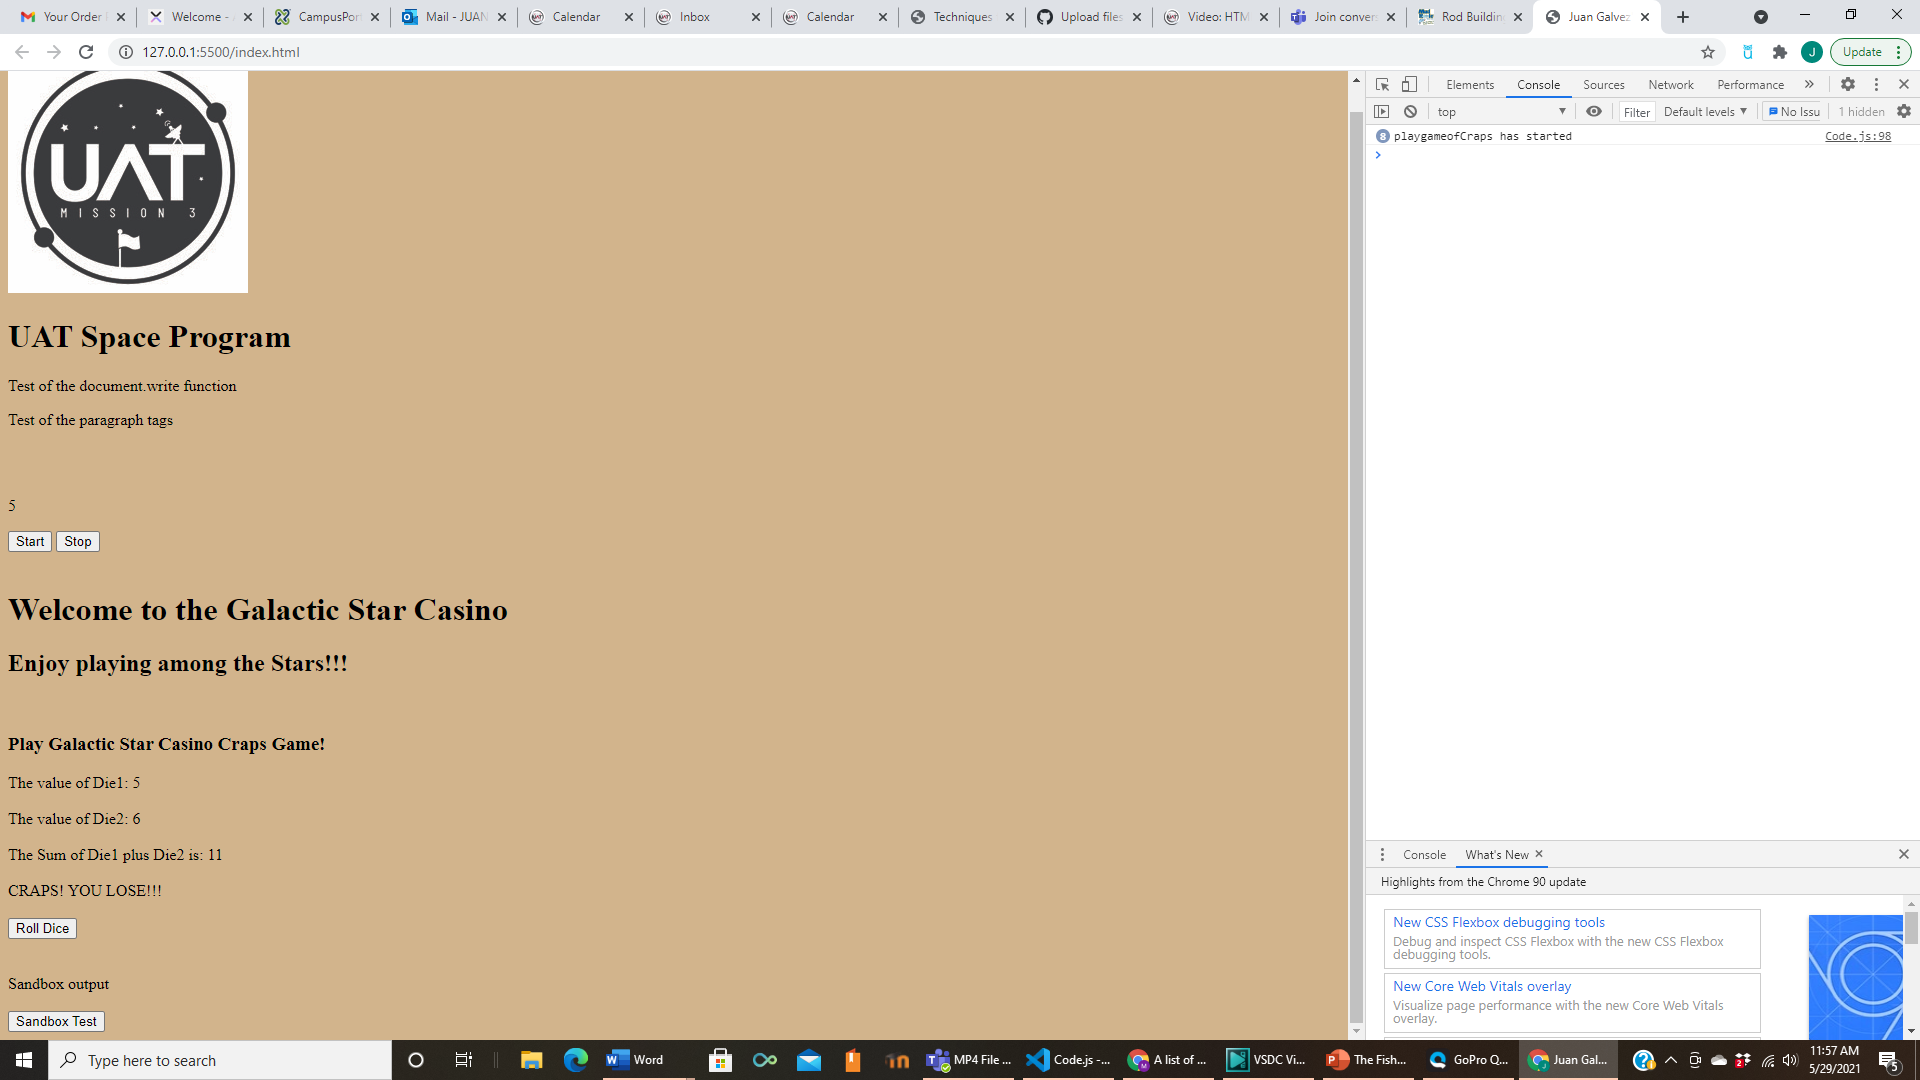 Your Order
Welcome -
CampusPor
Mail - JUAN
Calendar
Inbox
Calendar
Techniques
Upload files
Video: HTM
Join conver
Rod Building
Juan Galvez
127.0.0.1:5500/index.html
J
Update
UAT
MISSION 3
UAT Space Program
Test of the document.write function
Test of the paragraph tags
5
Start Stop
Welcome to the Galactic Star Casino
Enjoy playing among the Stars!!!
Play Galactic Star Casino Craps Game!
The value of Die1: 5
The value of Die2: 6
The Sum of Die1 plus Die2 is: 11
CRAPS! YOU LOSE!!!
Roll Dice
Sandbox output
Sandbox Test
Elements Console Sources Network Performance
top Filter Default levels No Issu 1 hidden
8 playgameofCraps has started Code.js:98
Console What's New
Highlights from the Chrome 90 update
New CSS Flexbox debugging tools
Debug and inspect CSS Flexbox with the new CSS Flexbox
debugging tools.
New Core Web Vitals overlay
Visualize page performance with the new Core Web Vitals
overlay.
Type here to search
Word
MP4 File ...
Code.js -...
A list of ...
VSDC Vi...
The Fish...
GoPro Q...
Juan Gal...
11:57 AM
5/29/2021
5